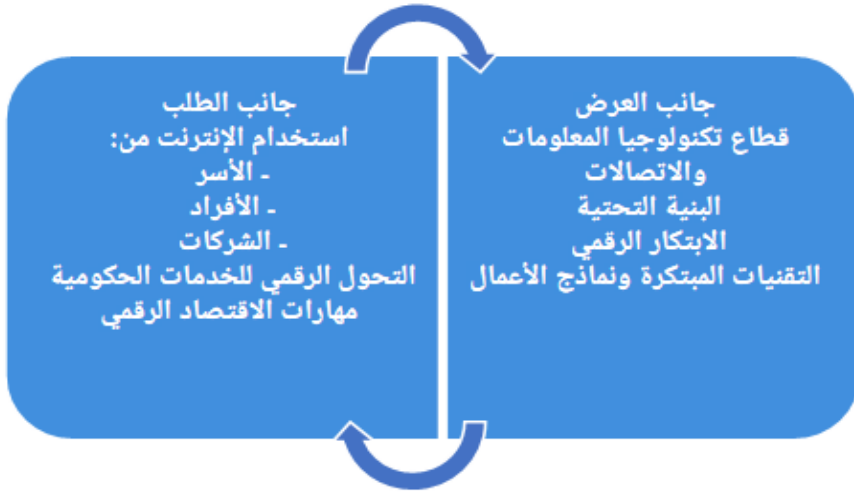 جانب العرض
قطاع تكنولوجيا المعلومات
والاتصالات
البنية التحتية
الابتكار الرقمي
التقنيات المبتكرة ونماذج الأعمال
جانب الطلب
استخدام الإنترنت من:
- الأسر
- الأفراد
- الشركات
التحول الرقمي للخدمات الحكومية
مهارات الاقتصاد الرقمي